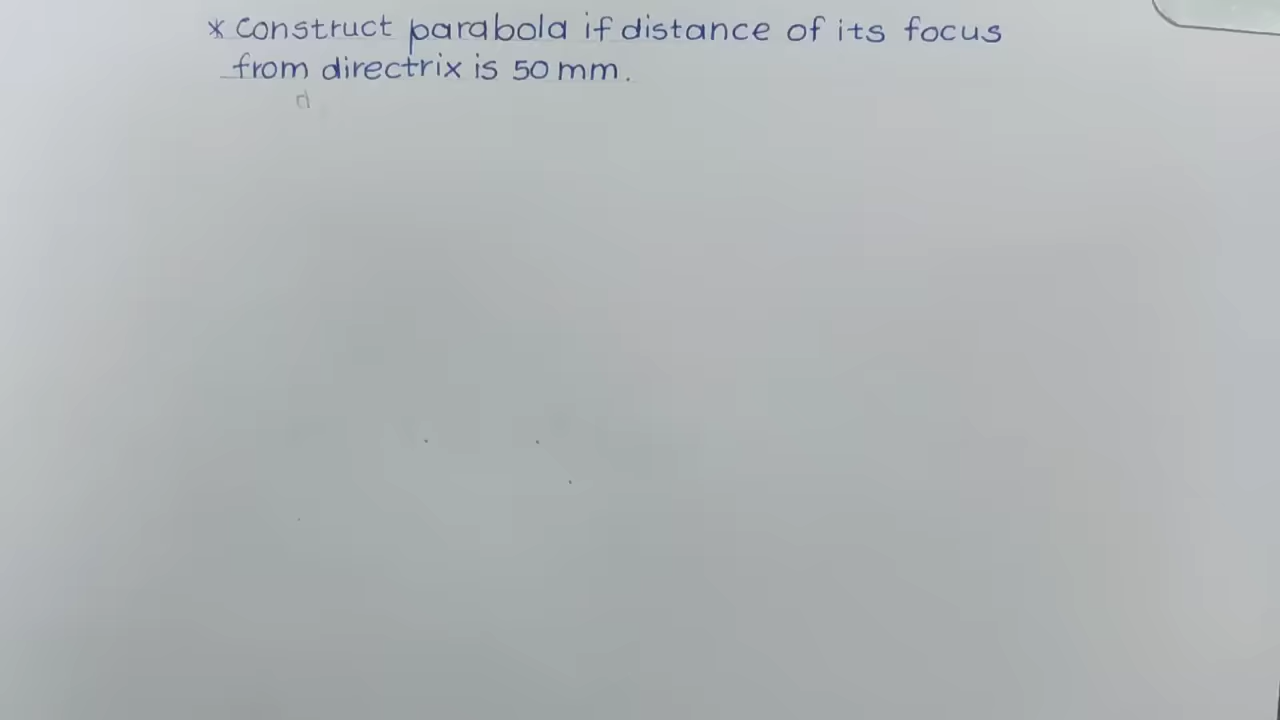 * Construct parabola if distance of its focus
from directrix is 50 mm.
d